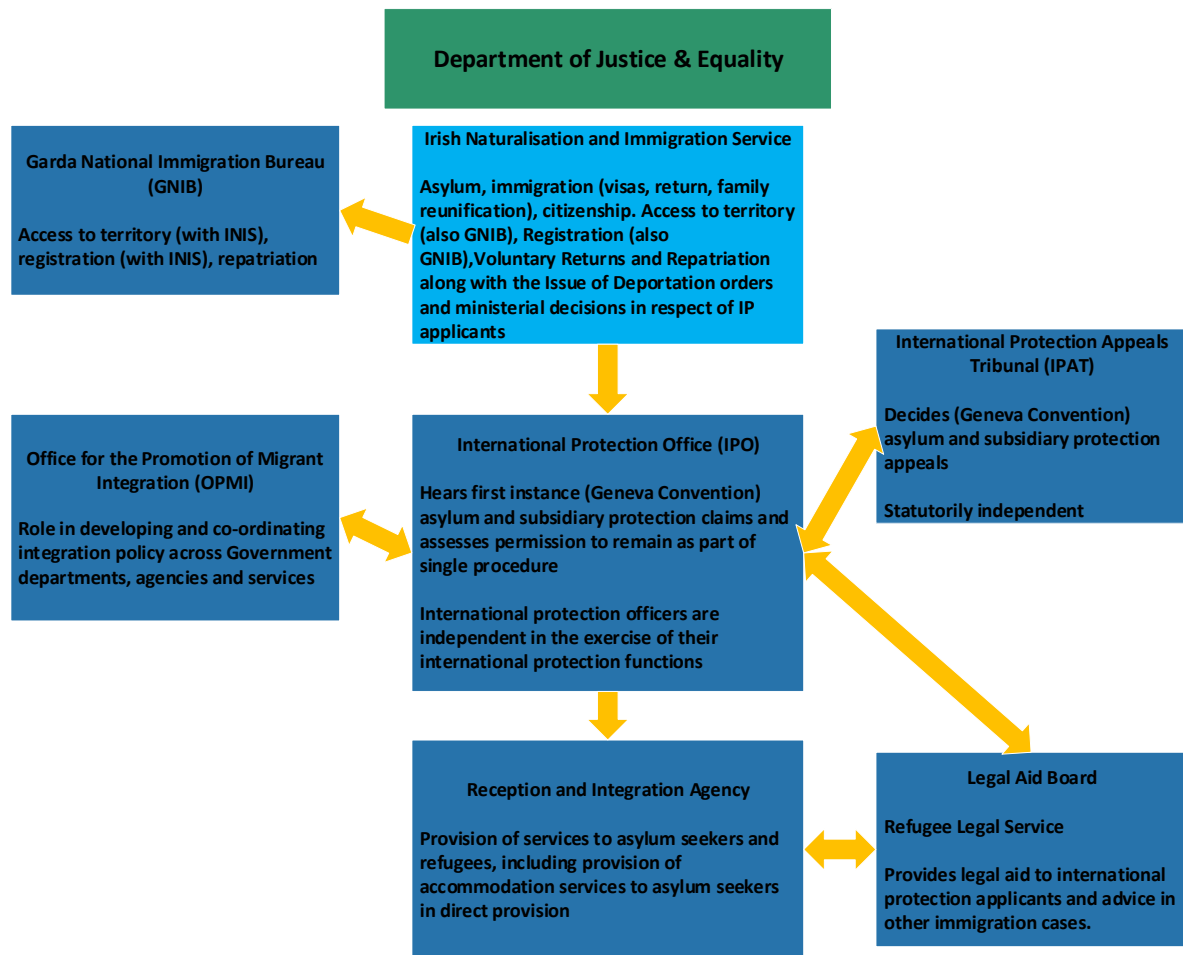 Department of Justice & Equality
Garda National Immigration Bureau
(GNIB)
Access to territory (with INIS),
registration (with INIS), repatriation
Irish Naturalisation and Immigration Service
Asylum, immigration (visas, return, family
reunification), citizenship. Access to territory
(also GNIB), Registration (also
GNIB),Voluntary Returns and Repatriation
along with the Issue of Deportation orders
and ministerial decisions in respect of IP
applicants
International Protection Appeals
Tribunal (IPAT)
Decides (Geneva Convention)
asylum and subsidiary protection
appeals
Statutorily independent
Office for the Promotion of Migrant
Integration (OPMI)
Role in developing and co-ordinating
integration policy across Government
departments, agencies and services
International Protection Office (IPO)
Hears first instance (Geneva Convention)
asylum and subsidiary protection claims and
assesses permission to remain as part of
single procedure
International protection officers are
independent in the exercise of their
international protection functions
Reception and Integration Agency
Provision of services to asylum seekers and
refugees, including provision of
accommodation services to asylum seekers
in direct provision
Legal Aid Board
Refugee Legal Service
Provides legal aid to international
protection applicants and advice in
other immigration cases.